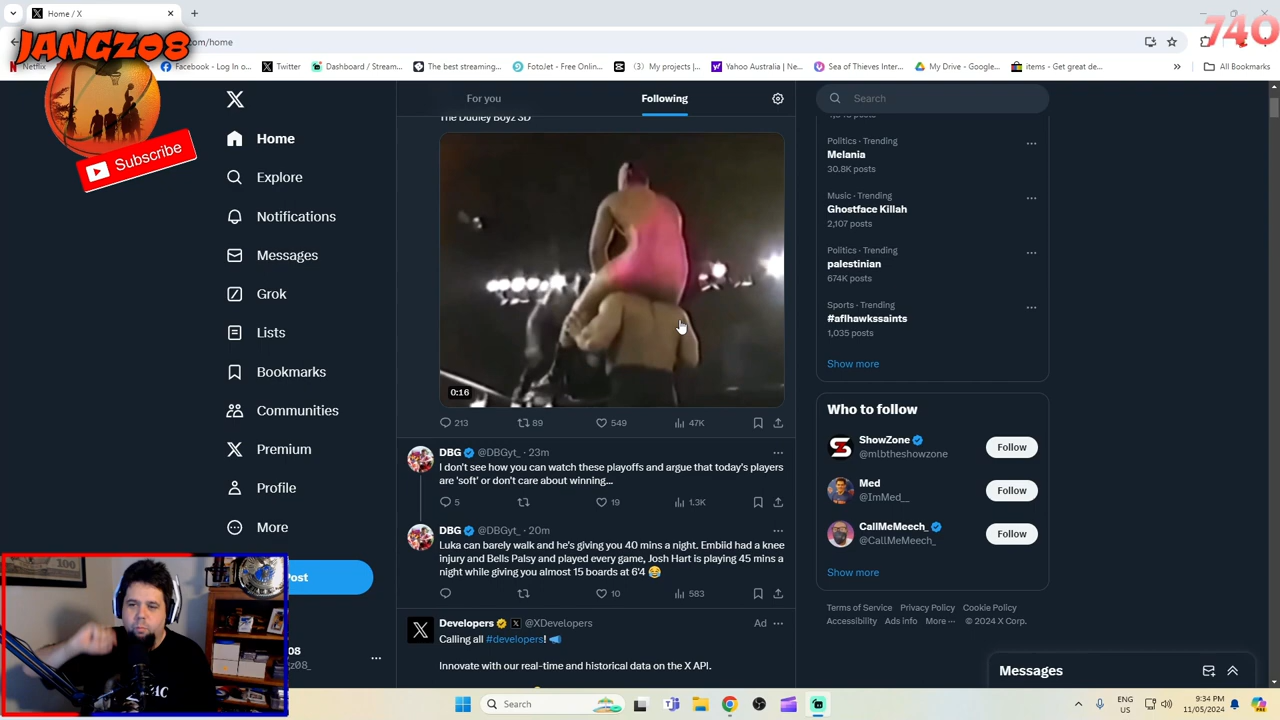 Home / X
740
JANGZ08
Subscribe
com/home
Netflix
Facebook - Log In o...
Twitter
Dashboard / Stream...
The best streaming...
FotoJet - Free Onlin...
(3) My projects |...
Yahoo Australia | Ne...
Sea of Thieves Inter...
My Drive - Google...
items - Get great de...
»
All Bookmarks
Home
Explore
Notifications
Messages
Grok
Lists
Bookmarks
Communities
Premium
Profile
More
Post
For you
Following
The Dudley Boyz 3D
0:16
213
89
549
47K
DBG @DBGyt_ · 23m
I don't see how you can watch these playoffs and argue that today's players
are 'soft' or don't care about winning...
5
19
1.3K
DBG @DBGyt_ · 20m
Luka can barely walk and he's giving you 40 mins a night. Embiid had a knee
injury and Bells Palsy and played every game, Josh Hart is playing 45 mins a
night while giving you almost 15 boards at 6'4 😂
10
583
Developers @XDevelopers
Ad
Calling all #developers! 📣
Innovate with our real-time and historical data on the X API.
Search
Politics · Trending
Melania
30.8K posts
Music · Trending
Ghostface Killah
2,107 posts
Politics · Trending
palestinian
674K posts
Sports · Trending
#aflhawkssaints
1,035 posts
Show more
Who to follow
ShowZone
@mlbtheshowzone
Follow
Med
@ImMed__
Follow
CallMeMeech_
@CallMeMeech_
Follow
Show more
Terms of Service Privacy Policy Cookie Policy
Accessibility Ads info More ··· © 2024 X Corp.
Messages
Search
ENG
US
9:34 PM
11/05/2024